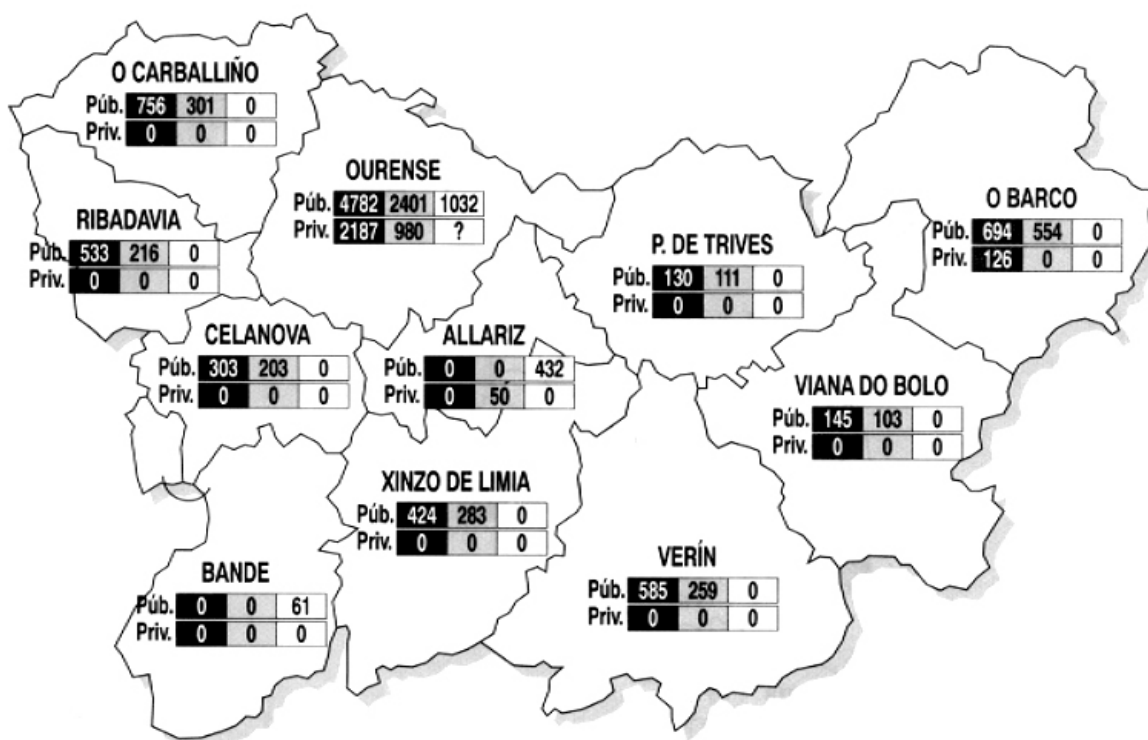 O CARBALLIÑO
Púb. 756 301 0
Priv. 0 0 0
OURENSE
Púb. 4782 2401 1032
Priv. 2187 980 ?
RIBADAVIA
Púb. 533 216 0
Priv. 0 0 0
P. DE TRIVES
Púb. 130 111 0
Priv. 0 0 0
O BARCO
Púb. 694 554 0
Priv. 126 0 0
CELANOVA
Púb. 303 203 0
Priv. 0 0 0
ALLARIZ
Púb. 0 0 432
Priv. 0 50 0
VIANA DO BOLO
Púb. 145 103 0
Priv. 0 0 0
XINZO DE LIMIA
Púb. 424 283 0
Priv. 0 0 0
BANDE
Púb. 0 0 61
Priv. 0 0 0
VERÍN
Púb. 585 259 0
Priv. 0 0 0